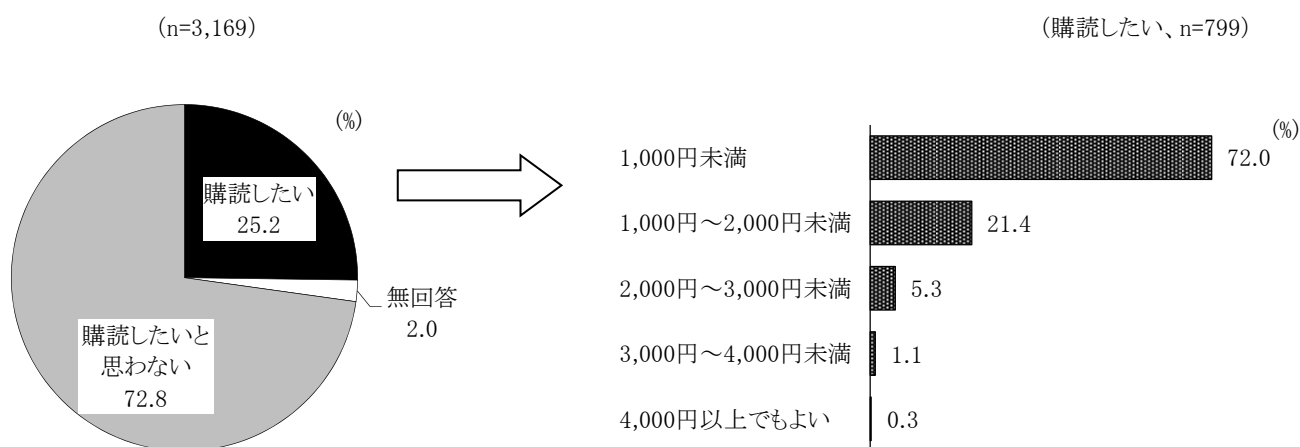 (n=3,169)
(購読したい、n=799)
(%)
購読したい
25.2
無回答
2.0
購読したいと
思わない
72.8
(%)
1,000円未満 72.0
1,000円～2,000円未満 21.4
2,000円～3,000円未満 5.3
3,000円～4,000円未満 1.1
4,000円以上でもよい 0.3